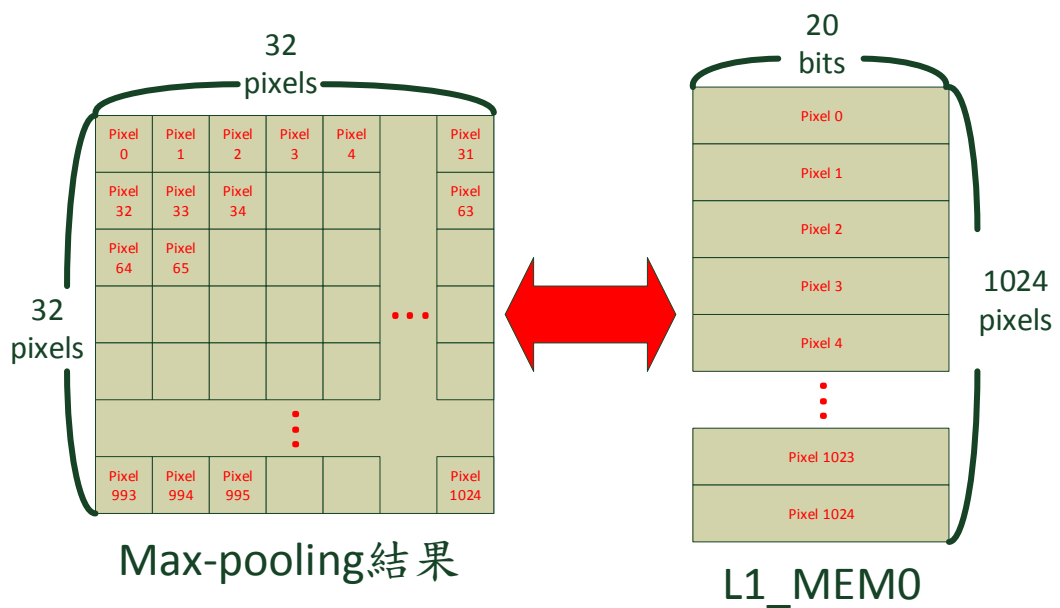 32
pixels
Pixel
0
Pixel
1
Pixel
2
Pixel
3
Pixel
4
Pixel
31
Pixel
32
Pixel
33
Pixel
34
Pixel
63
Pixel
64
Pixel
65
32
pixels
Pixel
993
Pixel
994
Pixel
995
Pixel
1024
Max-pooling結果
20
bits
Pixel 0
Pixel 1
Pixel 2
Pixel 3
Pixel 4
1024
pixels
Pixel 1023
Pixel 1024
L1_MEM0